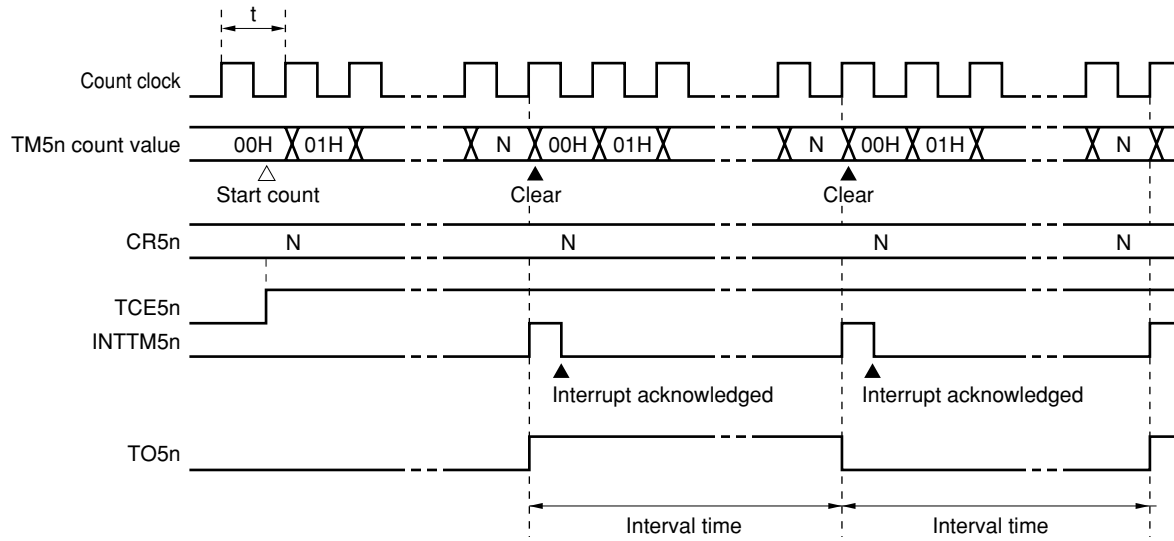 t
Count clock
TM5n count value 00H 01H N 00H 01H N 00H 01H N
Start count Clear Clear
CR5n N N N N
TCE5n
INTTM5n
Interrupt acknowledged Interrupt acknowledged
TO5n
Interval time Interval time